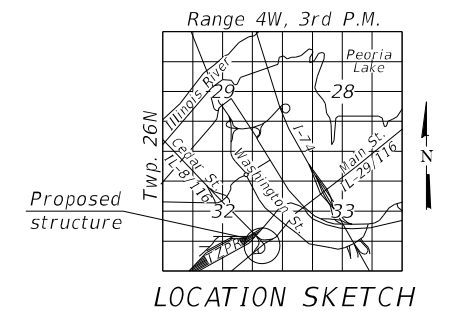 Range 4W, 3rd P.M.
Peoria
Lake
Illinois River
29
28
Twp. 26N
I-74
Main St.
IL-29/116
Cedar St.
IL-8/116
Washington St.
N
Proposed
structure
32
33
TZPR
LOCATION SKETCH